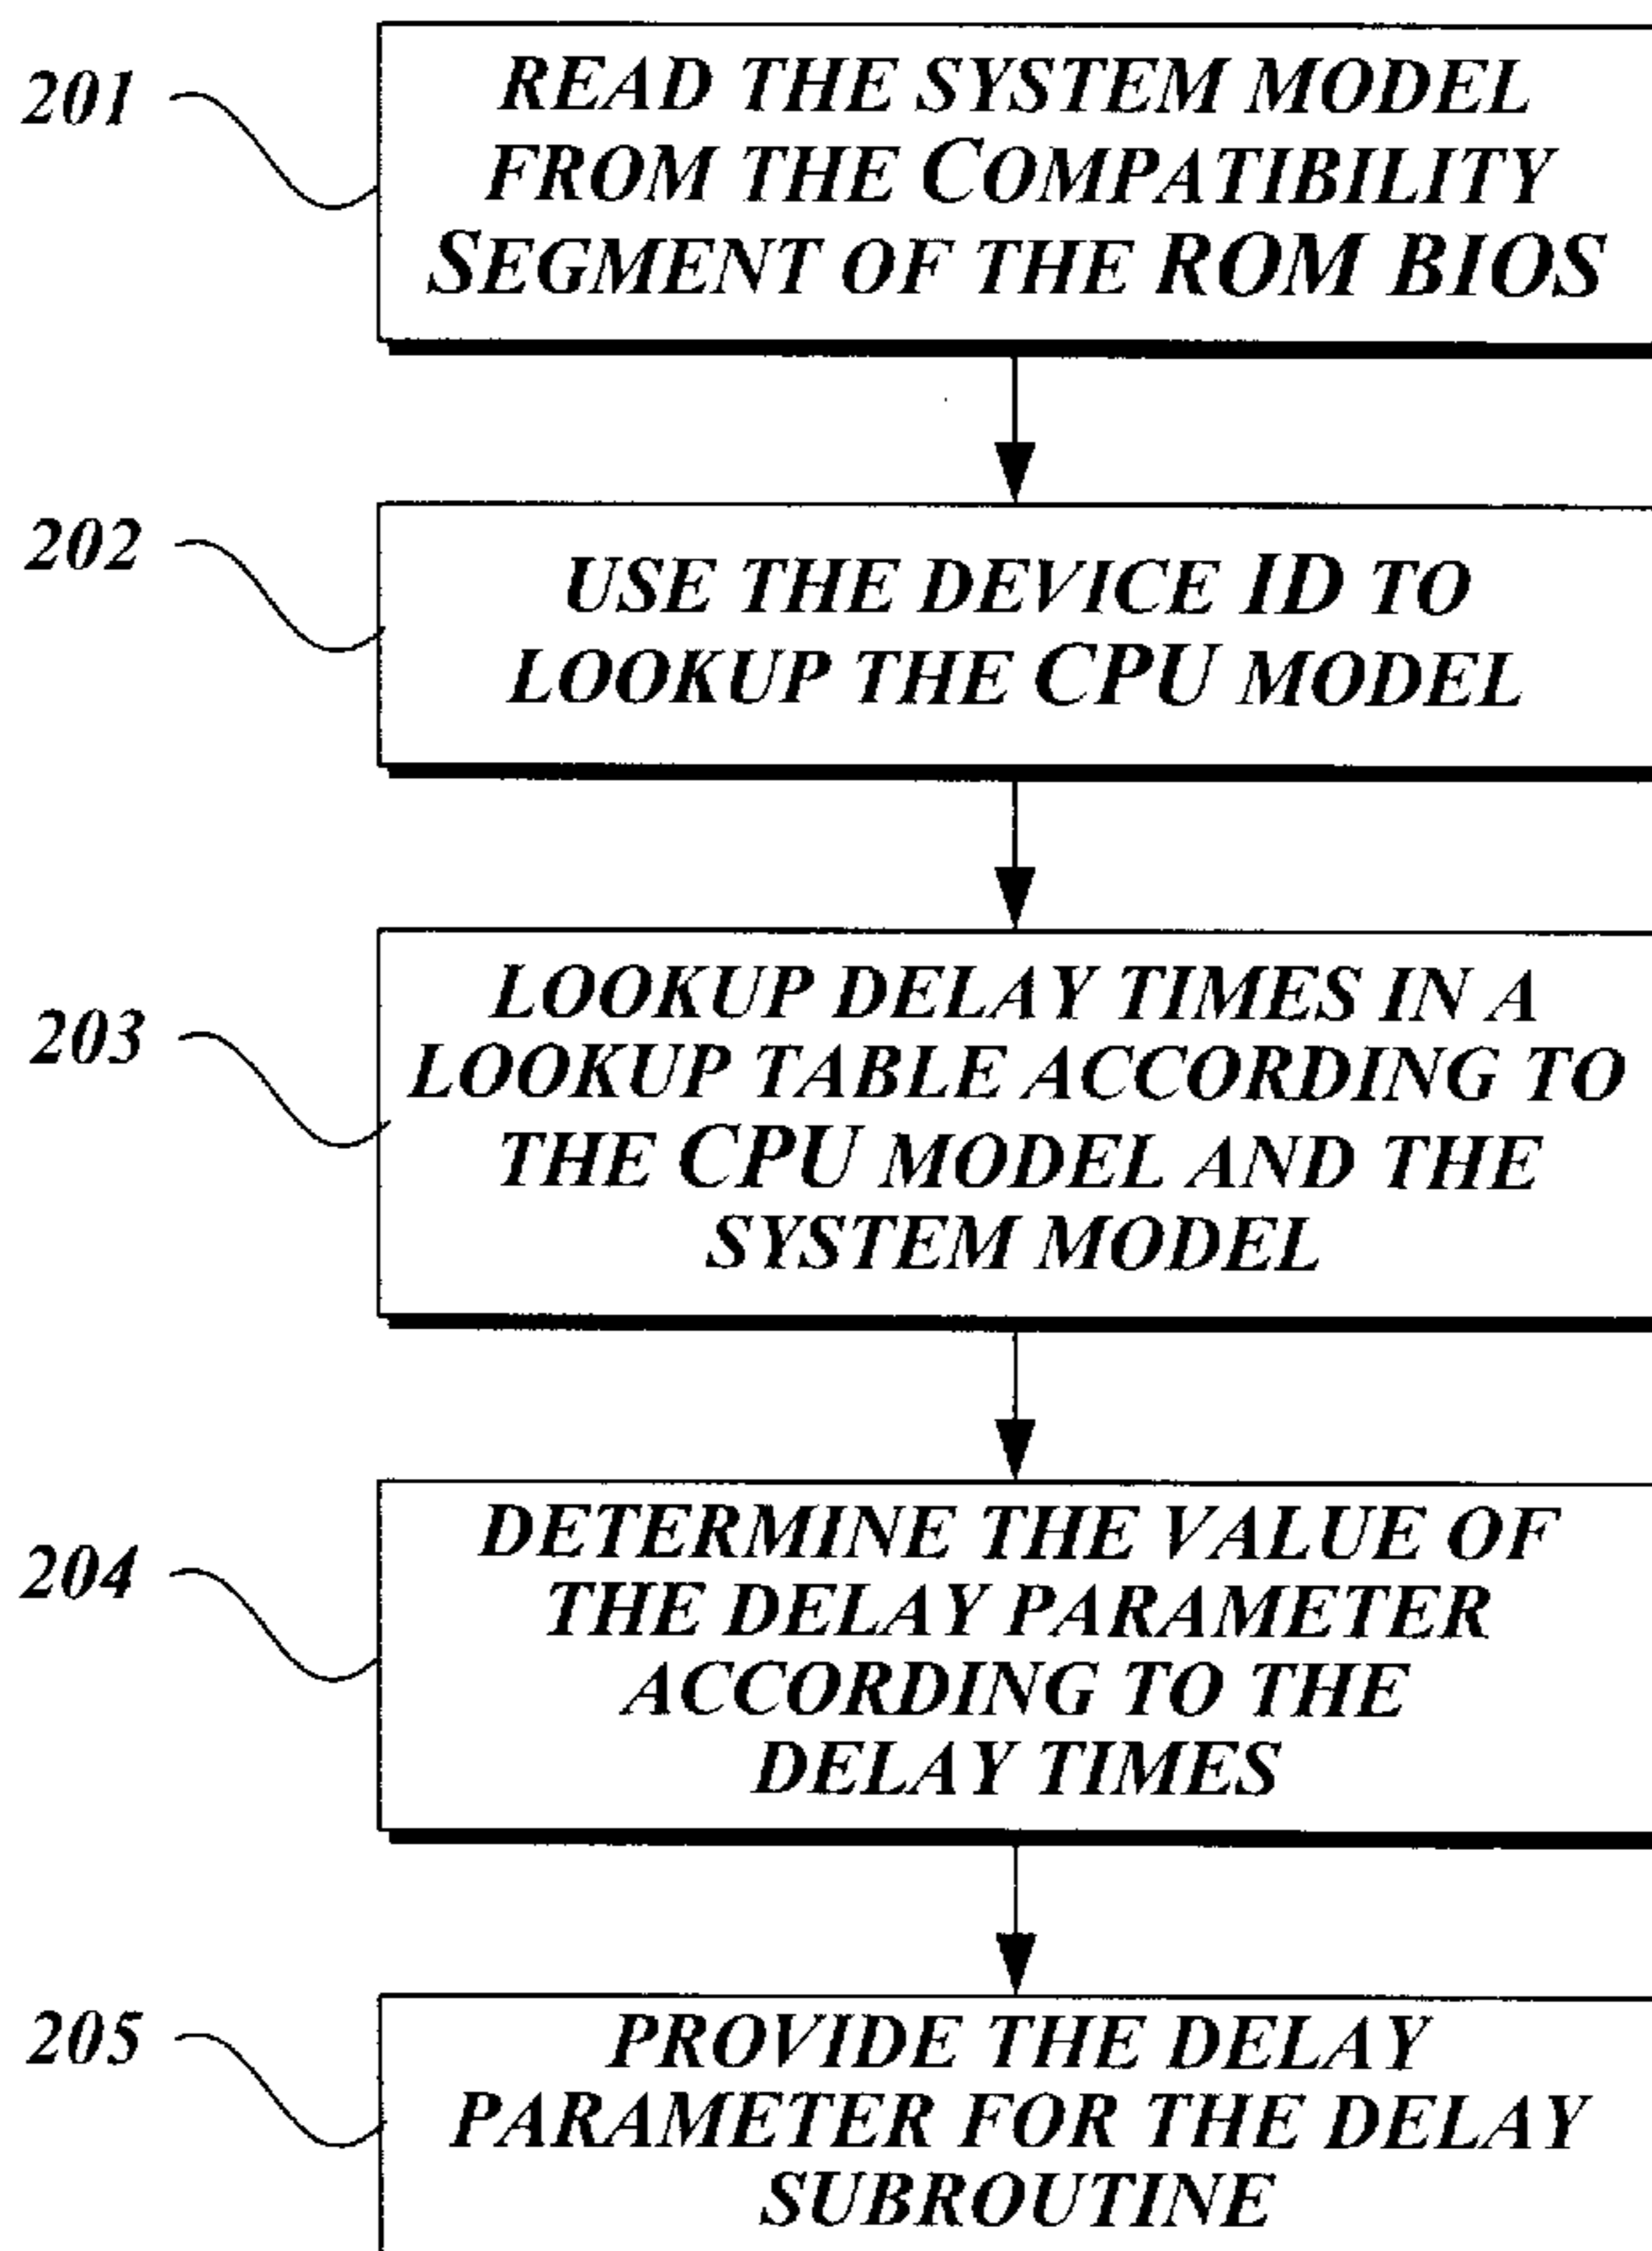 201
READ THE SYSTEM MODEL
FROM THE COMPATIBILITY
SEGMENT OF THE ROM BIOS
202
USE THE DEVICE ID TO
LOOKUP THE CPU MODEL
203
LOOKUP DELAY TIMES IN A
LOOKUP TABLE ACCORDING TO
THE CPU MODEL AND THE
SYSTEM MODEL
204
DETERMINE THE VALUE OF
THE DELAY PARAMETER
ACCORDING TO THE
DELAY TIMES
205
PROVIDE THE DELAY
PARAMETER FOR THE DELAY
SUBROUTINE